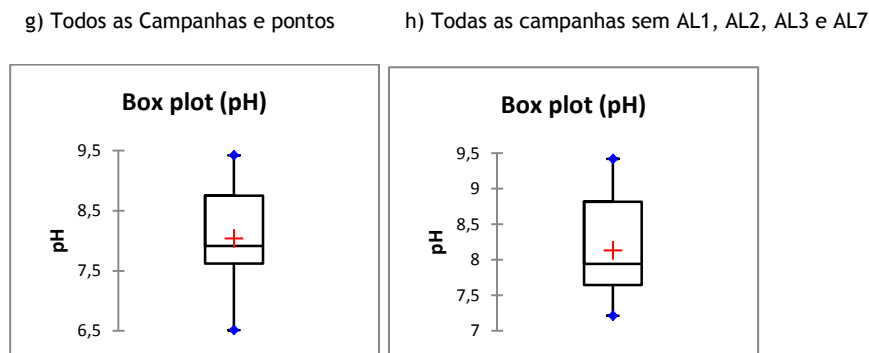 g) Todos as Campanhas e pontos
h) Todas as campanhas sem AL1, AL2, AL3 e AL7
Box plot (pH)
9,5
8,5
7,5
6,5
pH
Box plot (pH)
9,5
9
8,5
8
7,5
7
pH